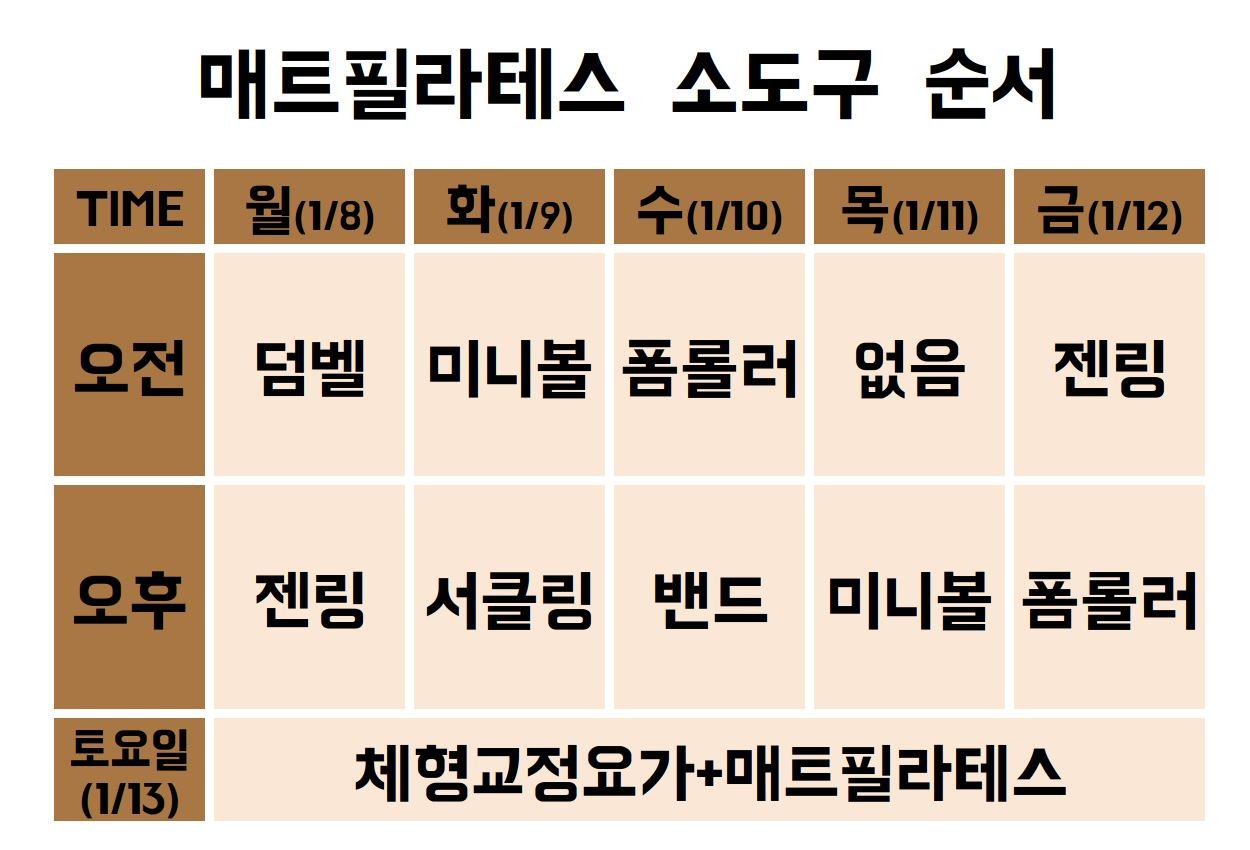 매트필라테스 소도구 순서
TIME 월(1/8) 화(1/9) 수(1/10) 목(1/11) 금(1/12)
오전 덤벨 미니볼 폼롤러 없음 젠링
오후 젠링 서클링 밴드 미니볼 폼롤러
토요일
(1/13)
체형교정요가+매트필라테스